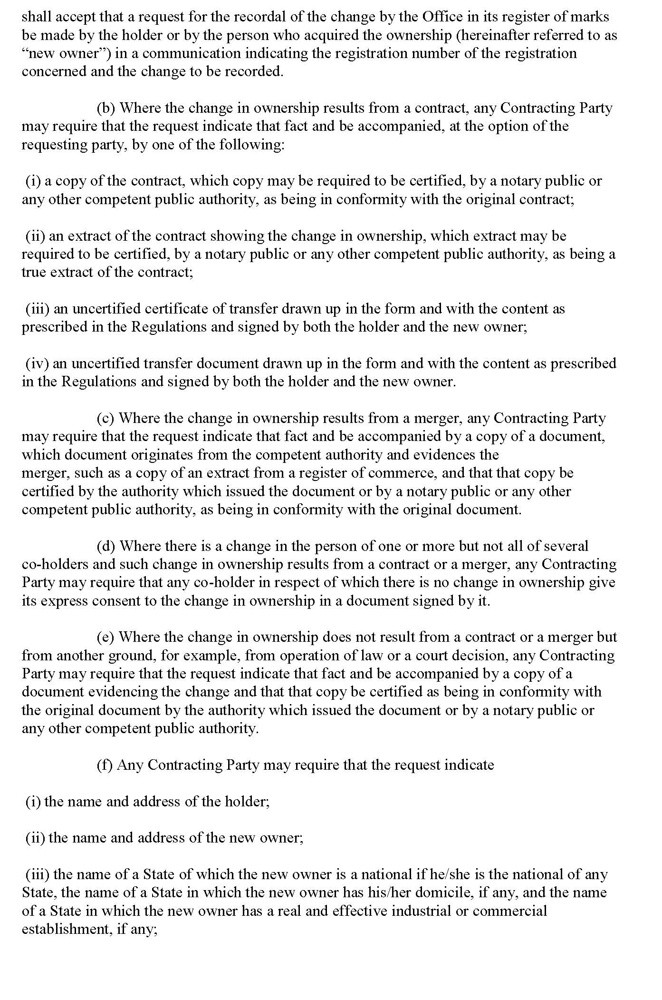 shall accept that a request for the recordal of the change by the Office in its register of marks
be made by the holder or by the person who acquired the ownership (hereinafter referred to as
“new owner”) in a communication indicating the registration number of the registration
concerned and the change to be recorded.
(b) Where the change in ownership results from a contract, any Contracting Party
may require that the request indicate that fact and be accompanied, at the option of the
requesting party, by one of the following:
(i) a copy of the contract, which copy may be required to be certified, by a notary public or
any other competent public authority, as being in conformity with the original contract;
(ii) an extract of the contract showing the change in ownership, which extract may be
required to be certified, by a notary public or any other competent public authority, as being a
true extract of the contract;
(iii) an uncertified certificate of transfer drawn up in the form and with the content as
prescribed in the Regulations and signed by both the holder and the new owner;
(iv) an uncertified transfer document drawn up in the form and with the content as prescribed
in the Regulations and signed by both the holder and the new owner.
(c) Where the change in ownership results from a merger, any Contracting Party
may require that the request indicate that fact and be accompanied by a copy of a document,
which document originates from the competent authority and evidences the
merger, such as a copy of an extract from a register of commerce, and that that copy be
certified by the authority which issued the document or by a notary public or any other
competent public authority, as being in conformity with the original document.
(d) Where there is a change in the person of one or more but not all of several
co-holders and such change in ownership results from a contract or a merger, any Contracting
Party may require that any co-holder in respect of which there is no change in ownership give
its express consent to the change in ownership in a document signed by it.
(e) Where the change in ownership does not result from a contract or a merger but
from another ground, for example, from operation of law or a court decision, any Contracting
Party may require that the request indicate that fact and be accompanied by a copy of a
document evidencing the change and that that copy be certified as being in conformity with
the original document by the authority which issued the document or by a notary public or
any other competent public authority.
(f) Any Contracting Party may require that the request indicate
(i) the name and address of the holder;
(ii) the name and address of the new owner;
(iii) the name of a State of which the new owner is a national if he/she is the national of any
State, the name of a State in which the new owner has his/her domicile, if any, and the name
of a State in which the new owner has a real and effective industrial or commercial
establishment, if any;